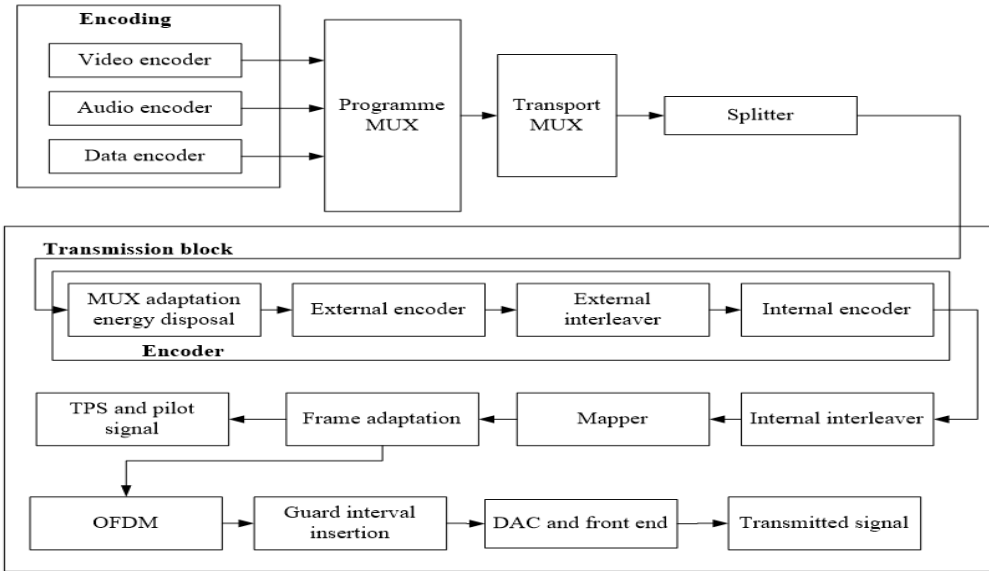 Encoding
Video encoder
Audio encoder
Data encoder
Programme
MUX
Transport
MUX
Splitter
Transmission block
MUX adaptation
energy disposal
External encoder
External
interleaver
Internal encoder
Encoder
TPS and pilot
signal
Frame adaptation
Mapper
Internal interleaver
OFDM
Guard interval
insertion
DAC and front end
Transmitted signal